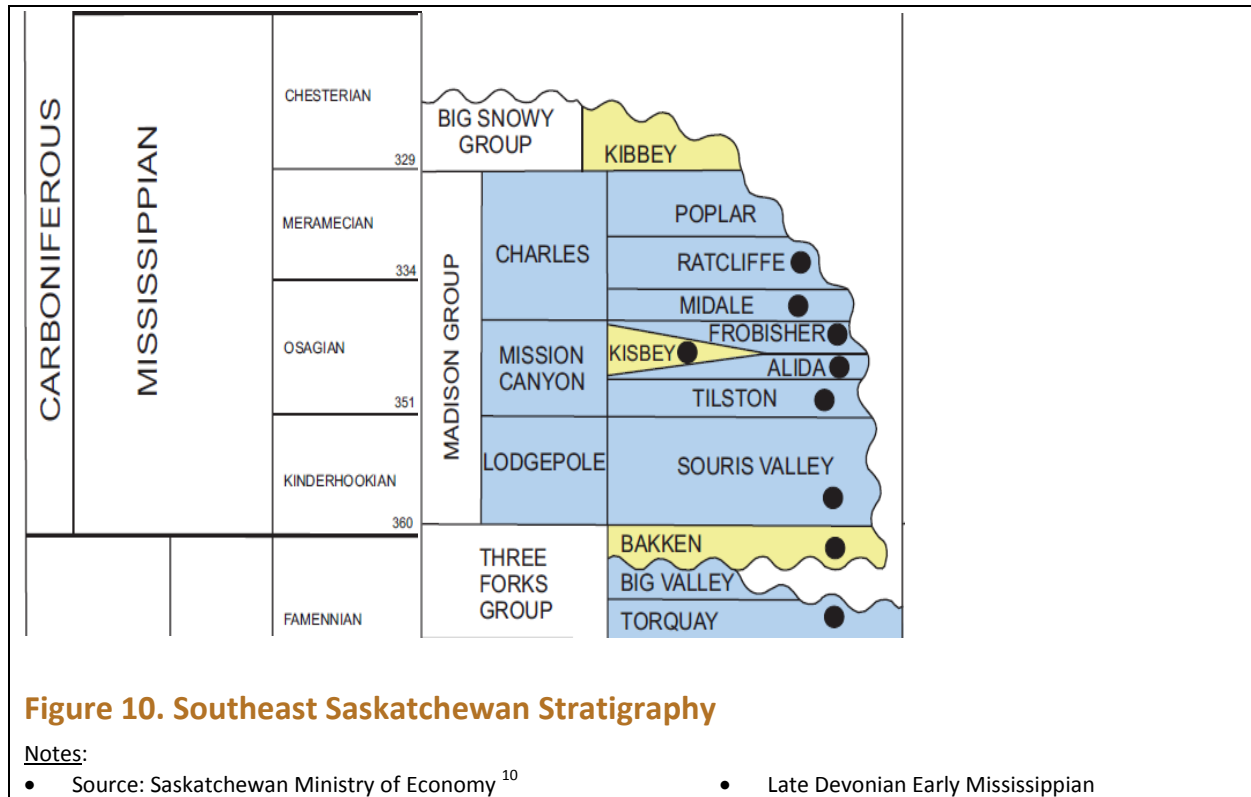 CARBONIFEROUS
MISSISSIPPIAN
CHESTERIAN
329
MERAMECIAN
334
OSAGIAN
351
KINDERHOOKIAN
360
FAMENNIAN
BIG SNOWY
GROUP
KIBBEY
MADISON GROUP
CHARLES
POPLAR
RATCLIFFE
MIDALE
MISSION
CANYON
FROBISHER
KISBEY
ALIDA
TILSTON
LODGEPOLE
SOURIS VALLEY
THREE
FORKS
GROUP
BAKKEN
BIG VALLEY
TORQUAY
Figure 10. Southeast Saskatchewan Stratigraphy
Notes:
• Source: Saskatchewan Ministry of Economy 10
• Late Devonian Early Mississippian